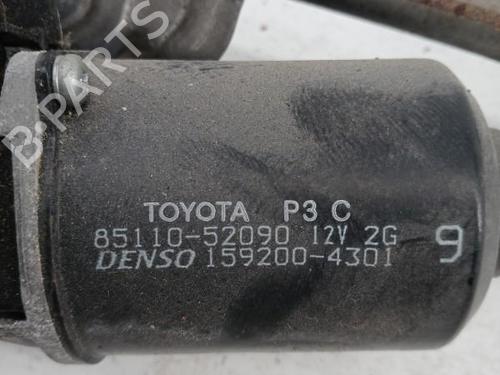 B-PARTS
TOYOTA P3 C
85110-52090 12V 2G 9
DENSO 159200-4301